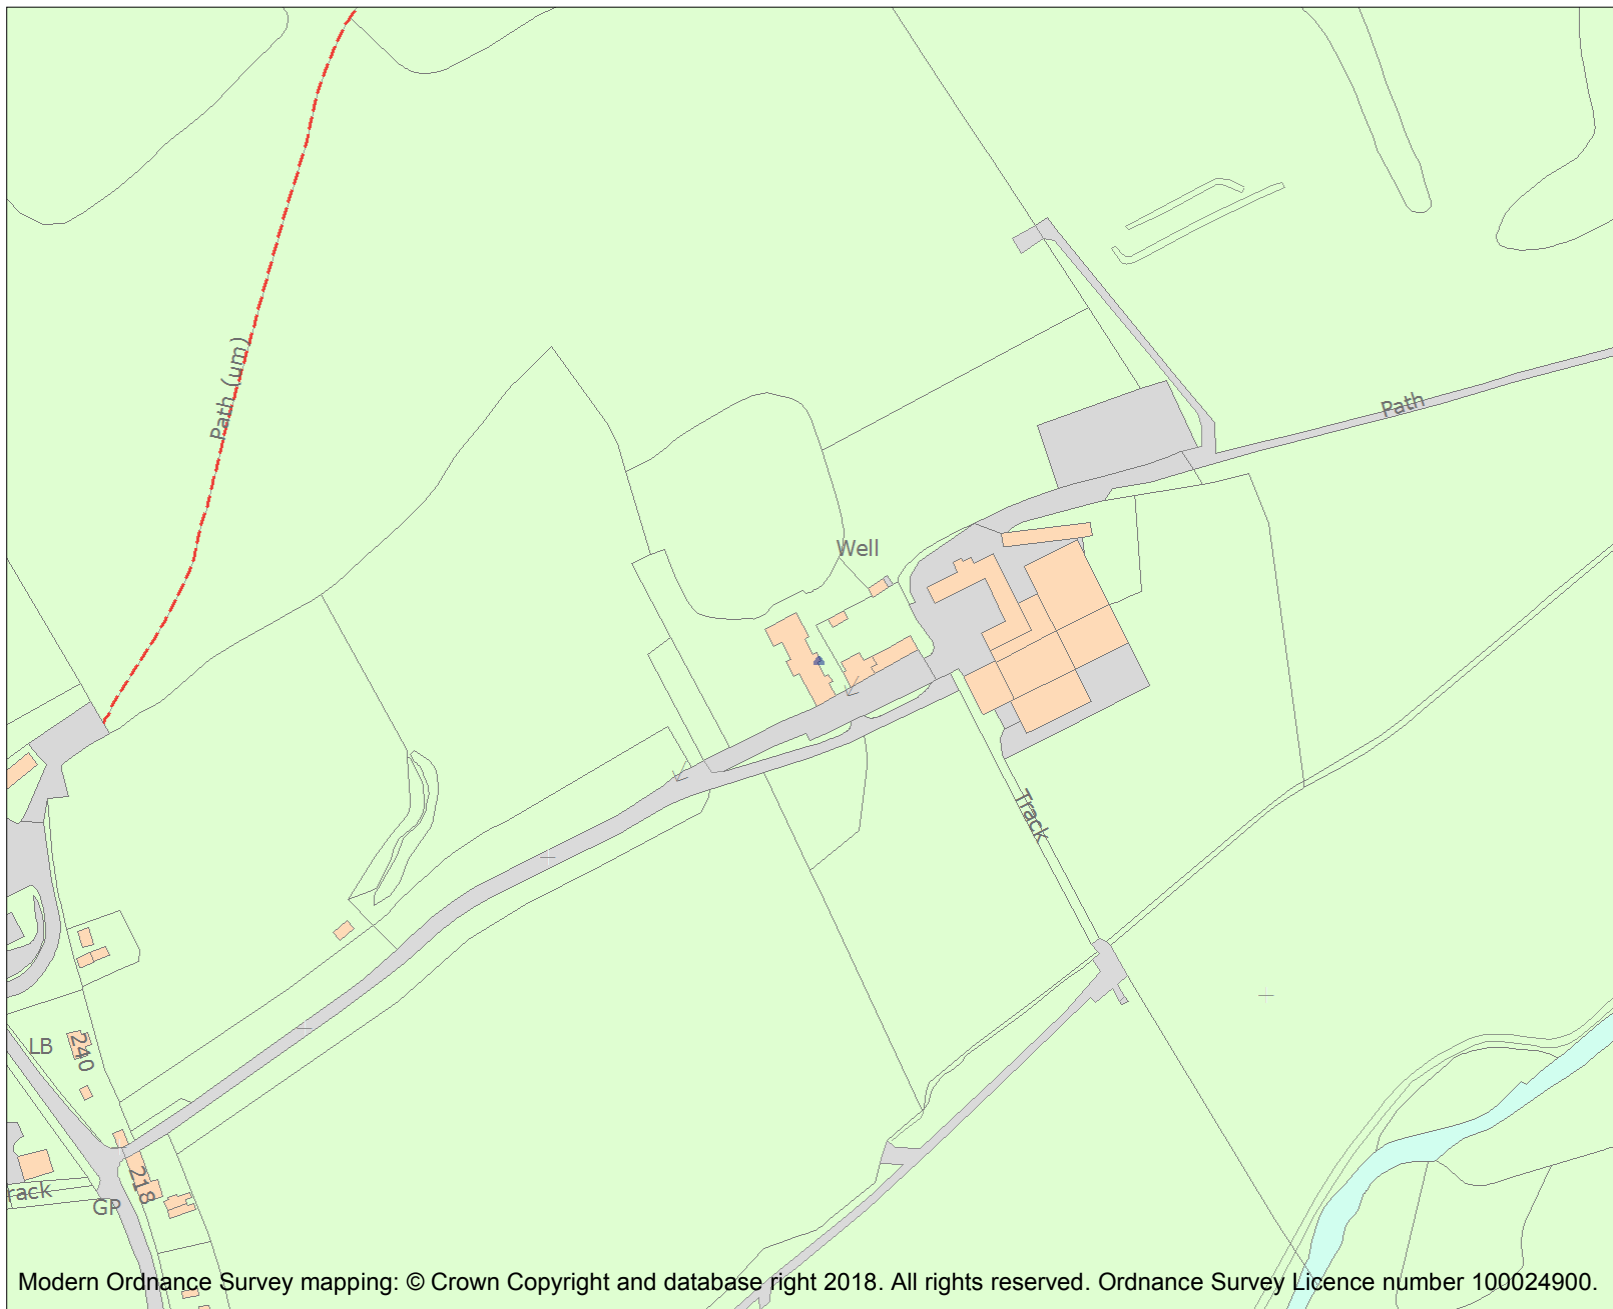 Path (um)
Path
Well
Track
LB
240
218
rack
GP
Modern Ordnance Survey mapping: © Crown Copyright and database right 2018. All rights reserved. Ordnance Survey Licence number 100024900.